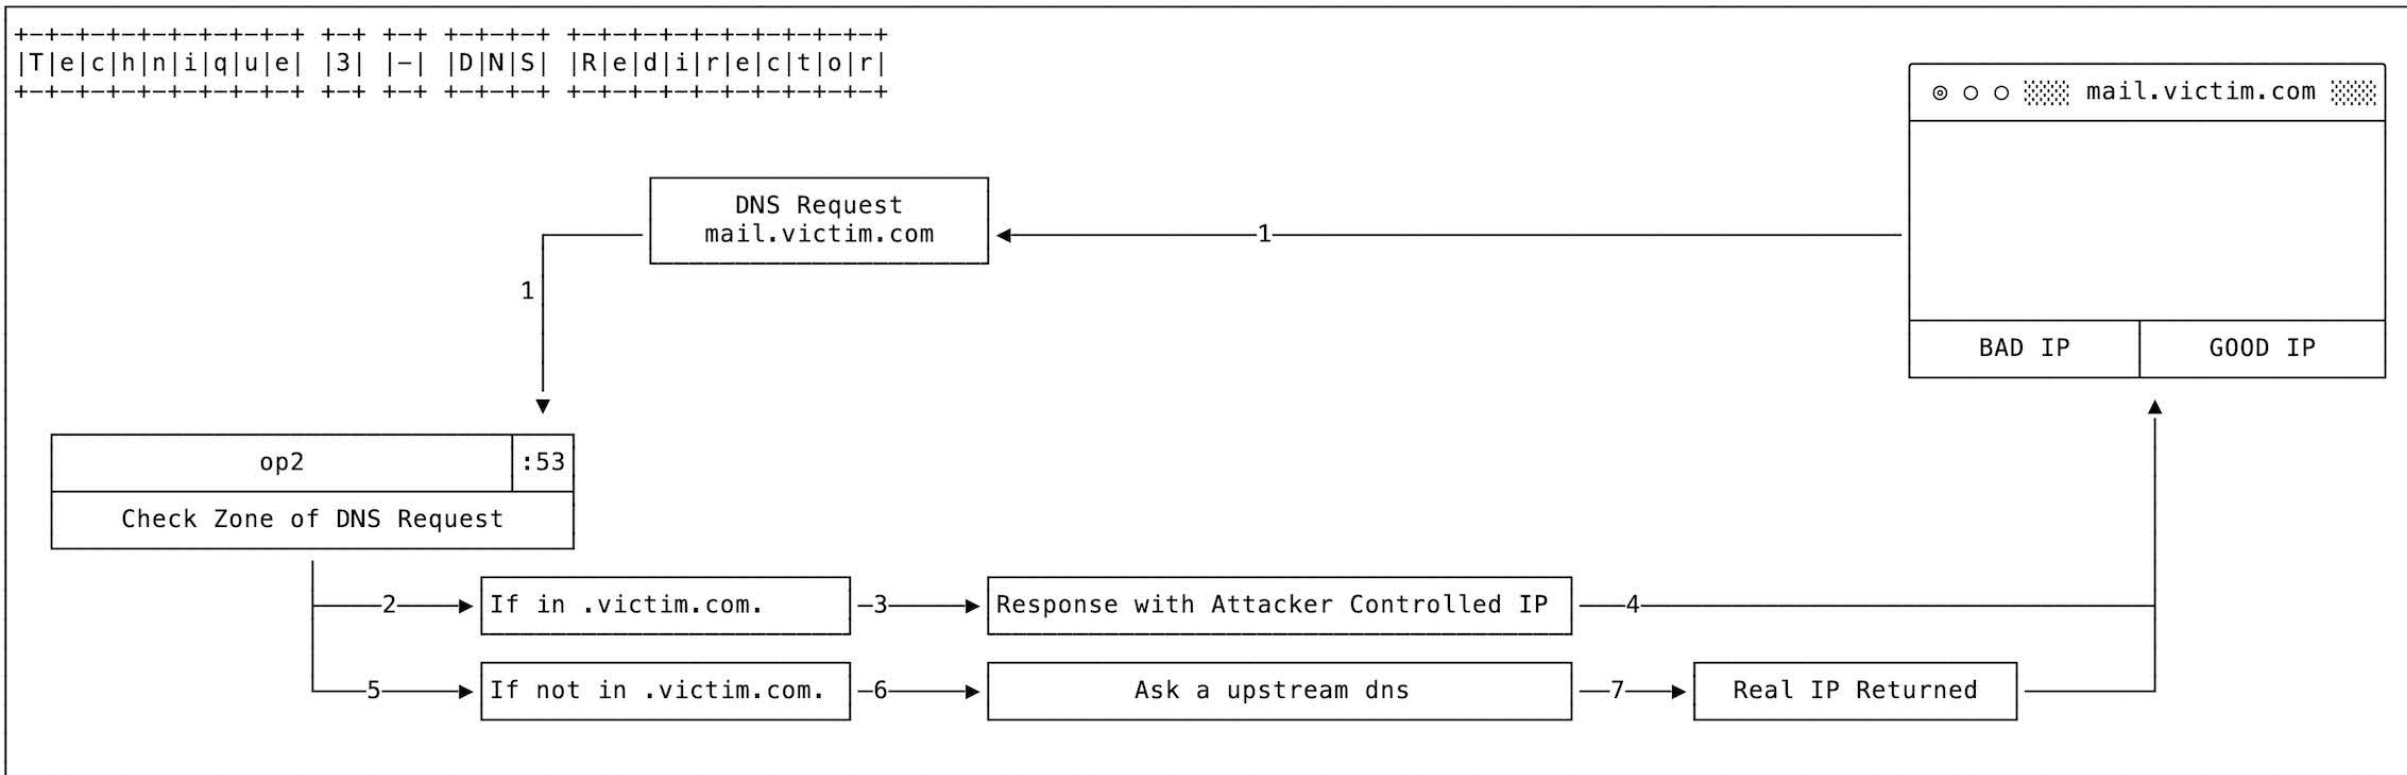 +-+-+-+-+-+-+-+-+-+ +-+ +-+ +-+-+-+ +-+-+-+-+-+-+-+-+-+-+
|T|e|c|h|n|i|q|u|e| |3| |-| |D|N|S| |R|e|d|i|r|e|c|t|o|r|
+-+-+-+-+-+-+-+-+-+ +-+ +-+ +-+-+-+ +-+-+-+-+-+-+-+-+-+-+
mail.victim.com
DNS Request
mail.victim.com
1
1
BAD IP
GOOD IP
op2
:53
Check Zone of DNS Request
2
If in .victim.com.
3
Response with Attacker Controlled IP
4
5
If not in .victim.com.
6
Ask a upstream dns
7
Real IP Returned